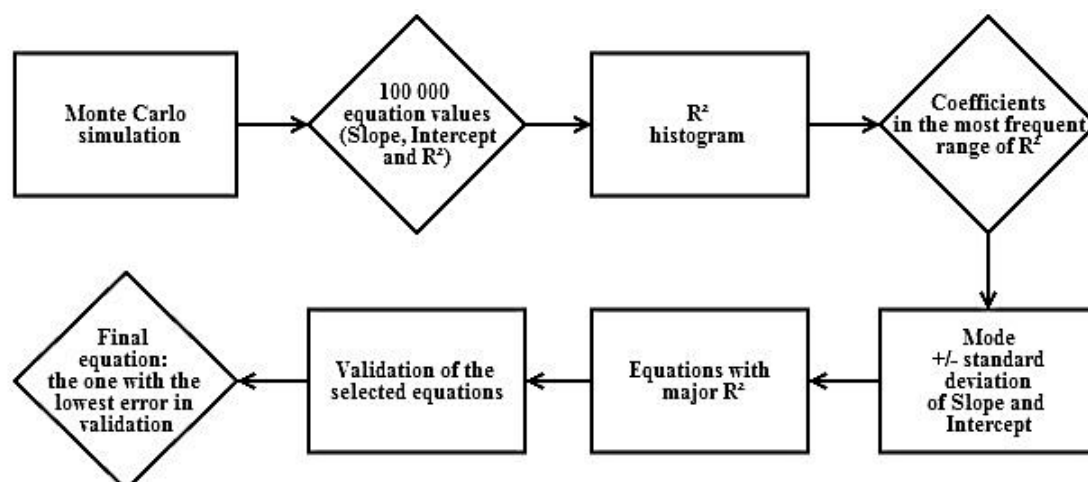 Monte Carlo
simulation
100 000
equation values
(Slope, Intercept
and R²)
R²
histogram
Coefficients
in the most frequent
range of R²
Mode
+/- standard
deviation
of Slope and
Intercept
Equations with
major R²
Validation of the
selected equations
Final
equation:
the one with the
lowest error in
validation